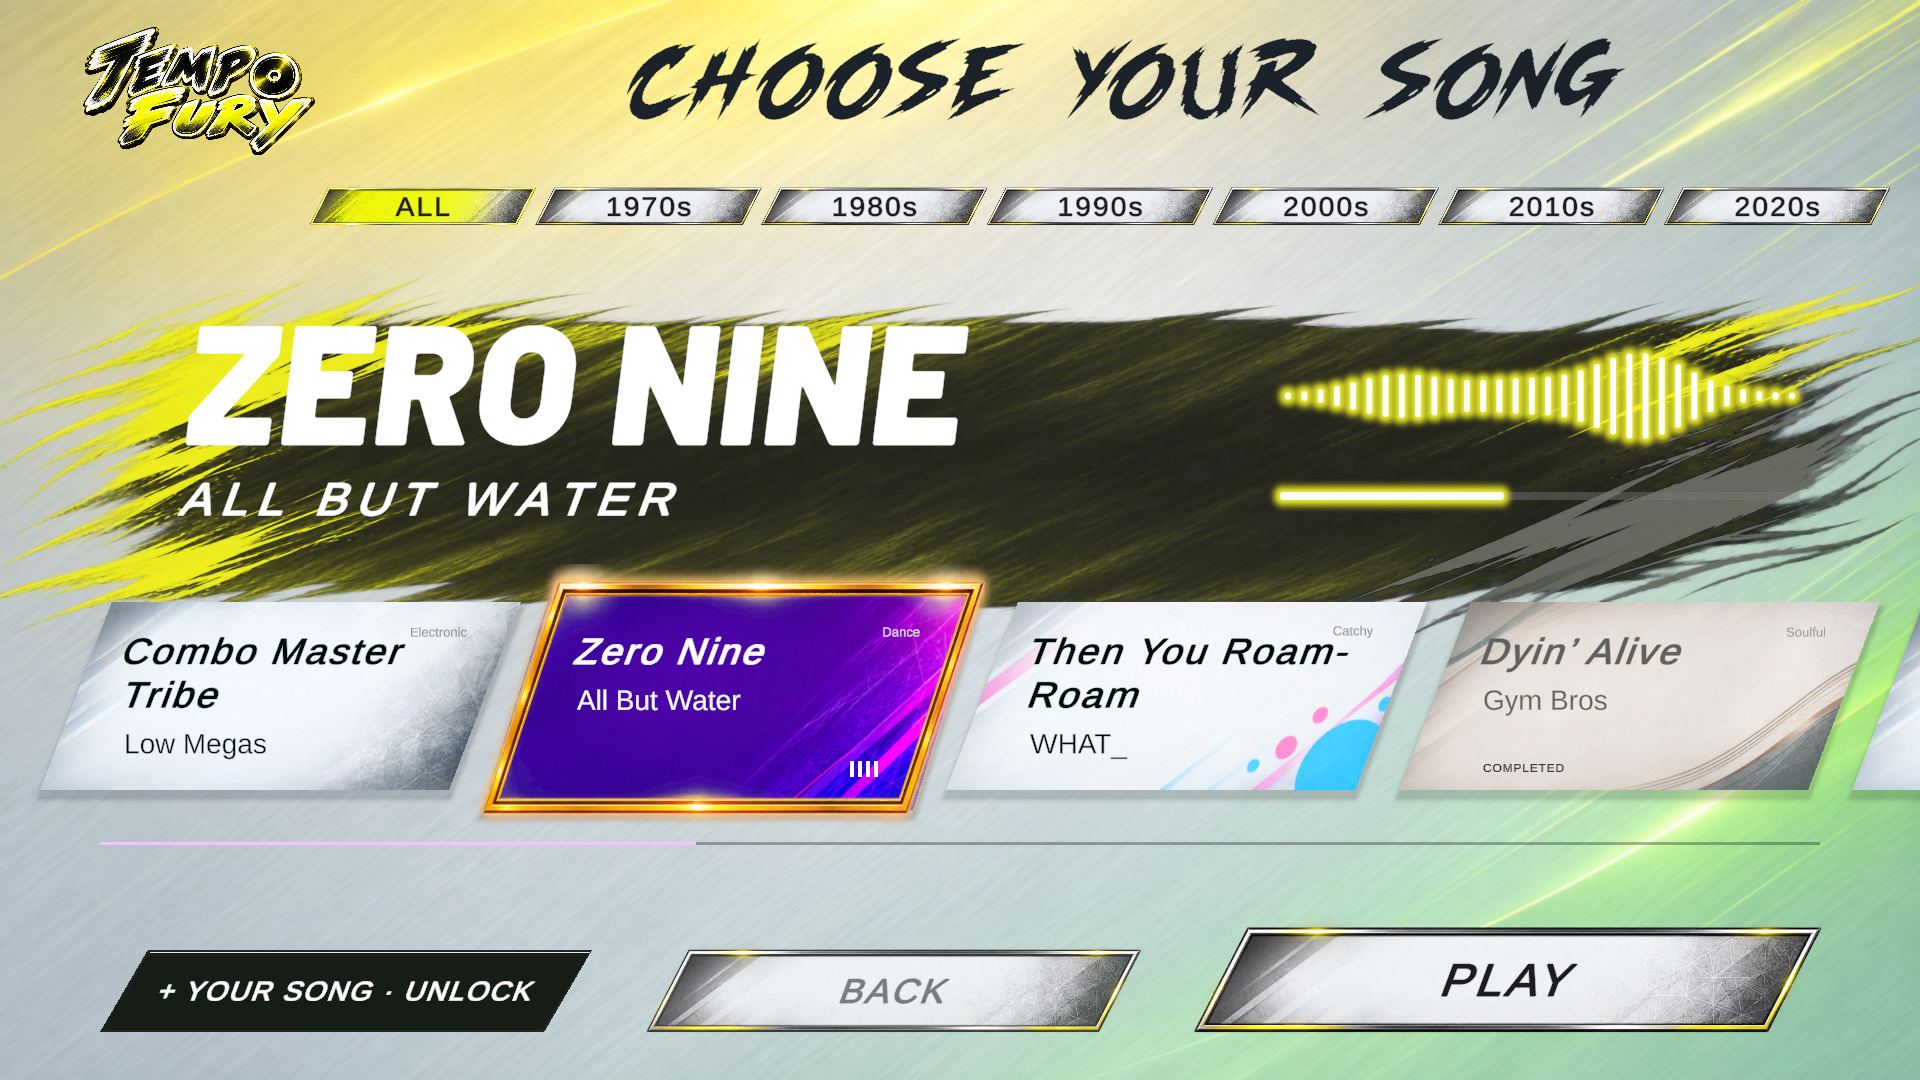 TEMPO
FURY
CHOOSE YOUR SONG
ALL
1970s
1980s
1990s
2000s
2010s
2020s
ZERO NINE
ALL BUT WATER
Electronic
Combo Master
Tribe
Low Megas
Dance
Zero Nine
All But Water
Catchy
Then You Roam-
Roam
WHAT_
Soulful
Dyin’ Alive
Gym Bros
COMPLETED
+ YOUR SONG · UNLOCK
BACK
PLAY